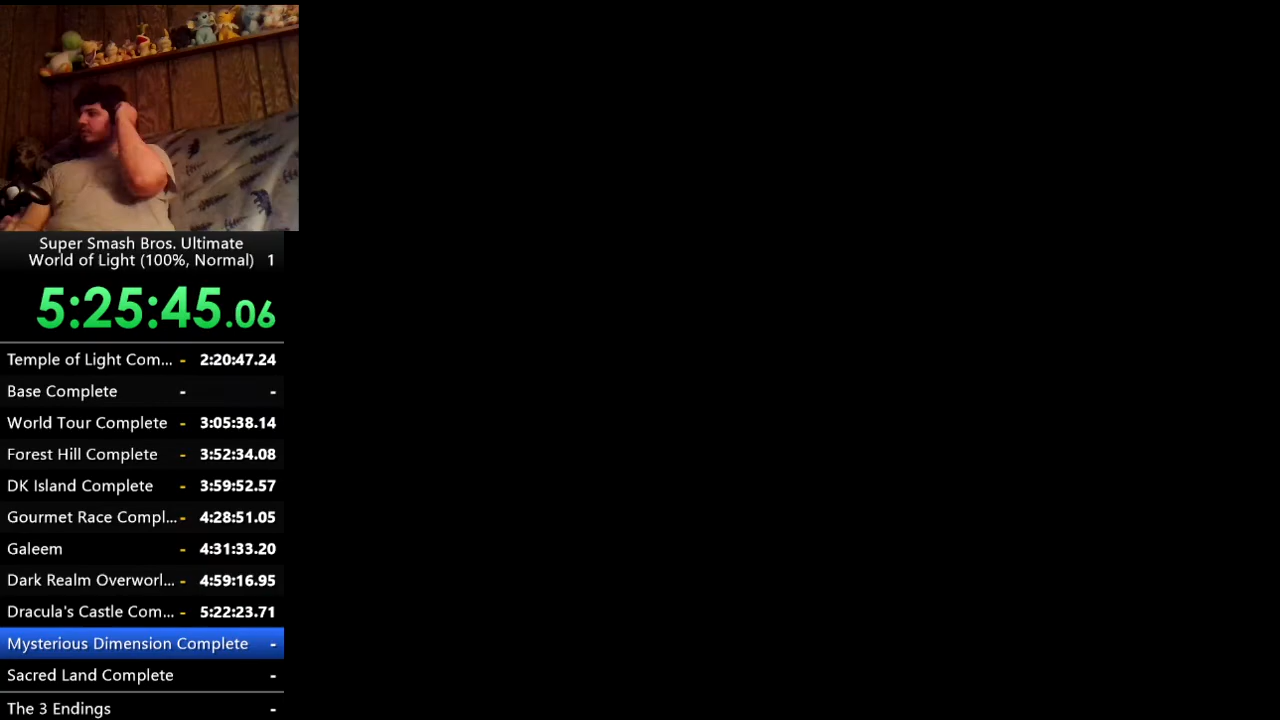 Super Smash Bros. Ultimate
World of Light (100%, Normal) 1
5:25:45.06
Temple of Light Com... - 2:20:47.24
Base Complete - -
World Tour Complete - 3:05:38.14
Forest Hill Complete - 3:52:34.08
DK Island Complete - 3:59:52.57
Gourmet Race Compl... - 4:28:51.05
Galeem - 4:31:33.20
Dark Realm Overworl... - 4:59:16.95
Dracula's Castle Com... - 5:22:23.71
Mysterious Dimension Complete -
Sacred Land Complete -
The 3 Endings -